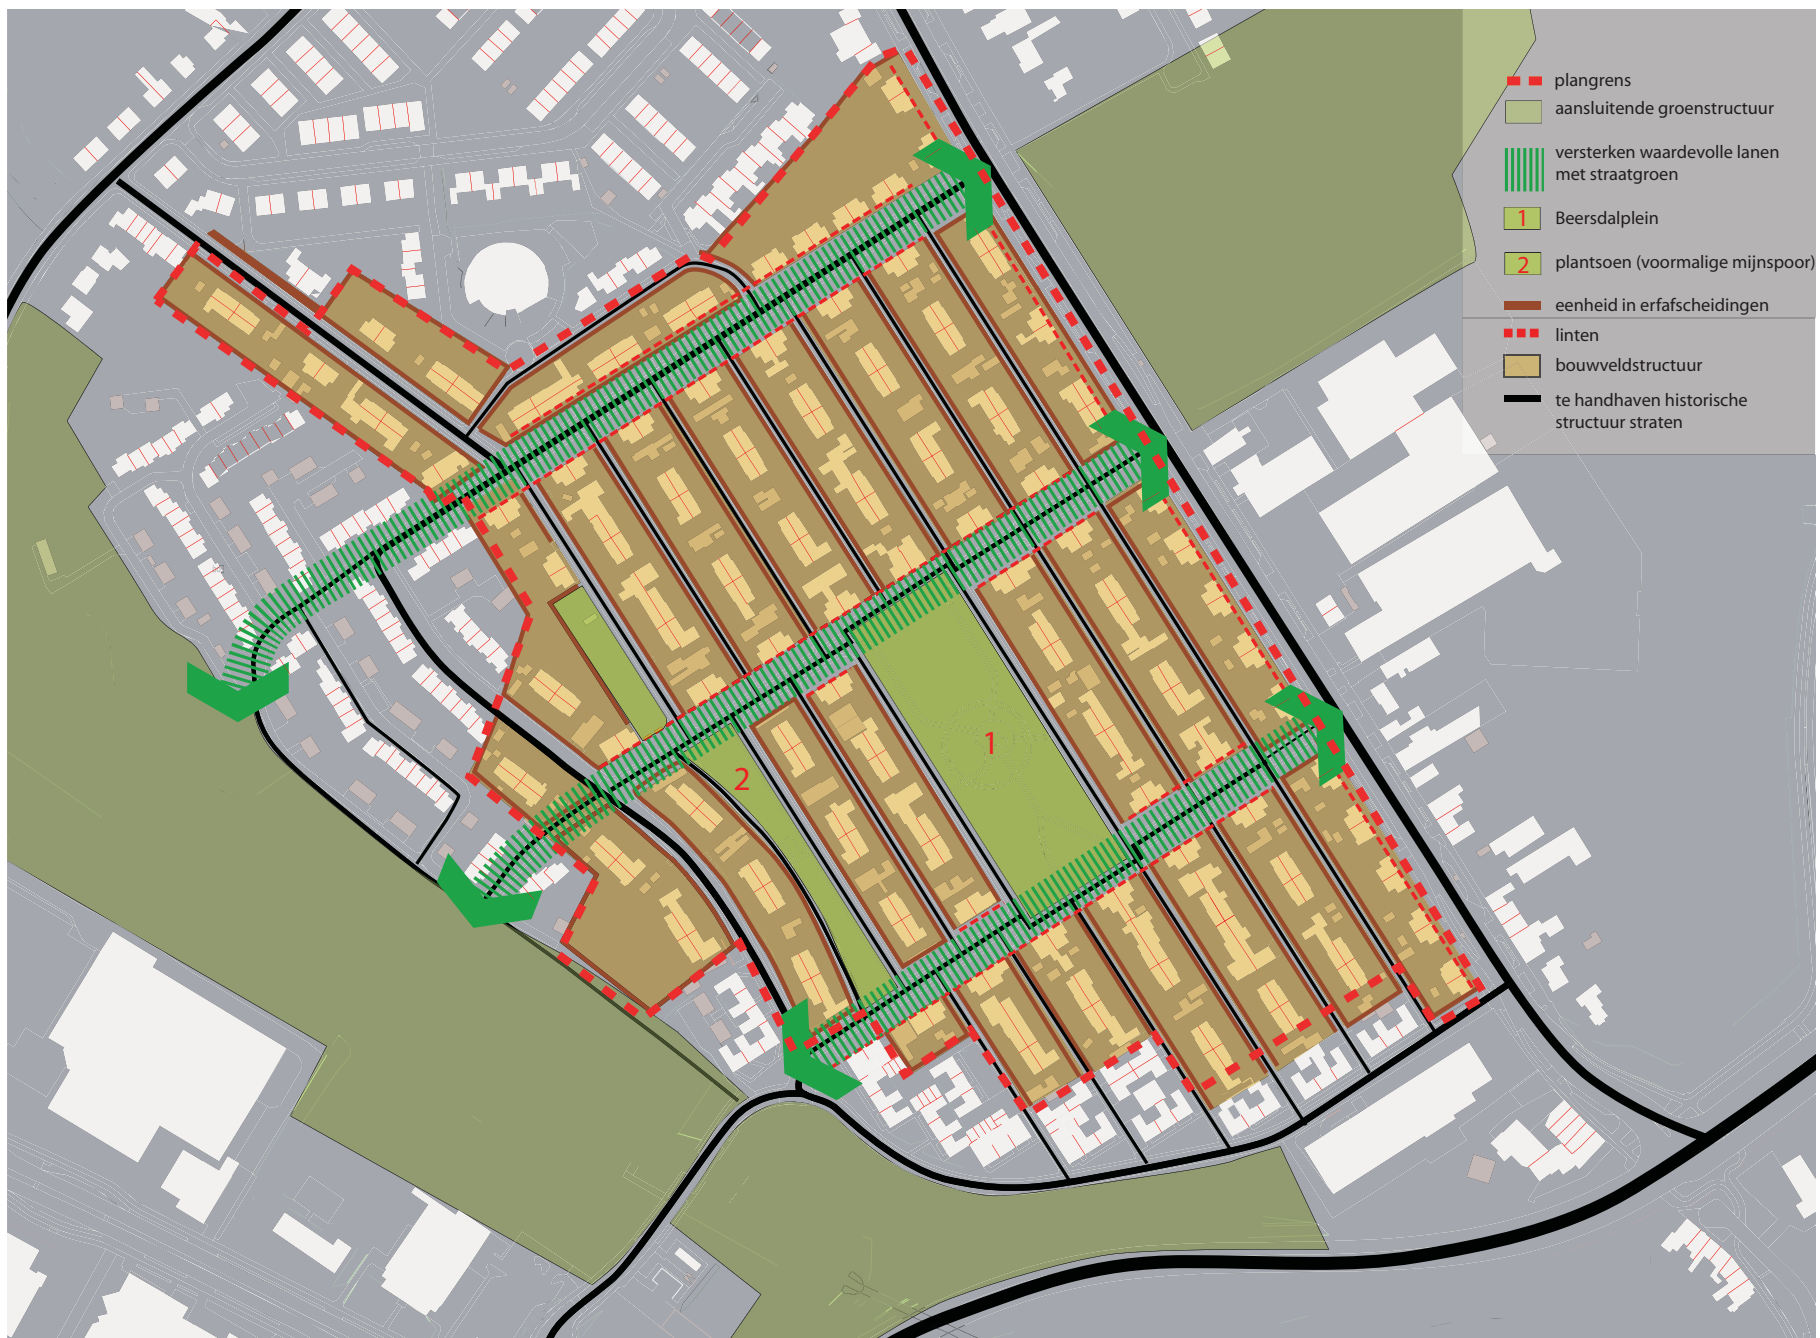 plangrens
aansluitende groenstructuur
versterken waardevolle lanen
met straatgroen
1 Beersdalplein
2 plantsoen (voormalige mijnspoor)
eenheid in erfafscheidingen
linten
bouwveldstructuur
te handhaven historische
structuur straten
1
2